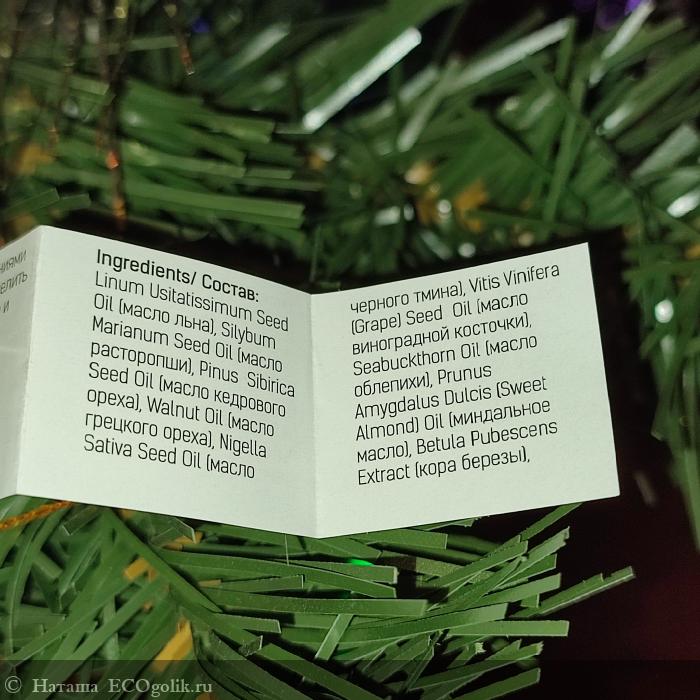 Ingredients/ Состав:
Linum Usitatissimum Seed
Oil (масло льна), Silybum
Marianum Seed Oil (масло
расторопши), Pinus Sibirica
Seed Oil (масло кедрового
ореха), Walnut Oil (масло
грецкого ореха), Nigella
Sativa Seed Oil (масло
черного тмина), Vitis Vinifera
(Grape) Seed Oil (масло
виноградной косточки),
Seabuckthorn Oil (масло
облепихи), Prunus
Amygdalus Dulcis (Sweet
Almond) Oil (миндальное
масло), Betula Pubescens
Extract (кора березы),
© Наташа ECOgolik.ru